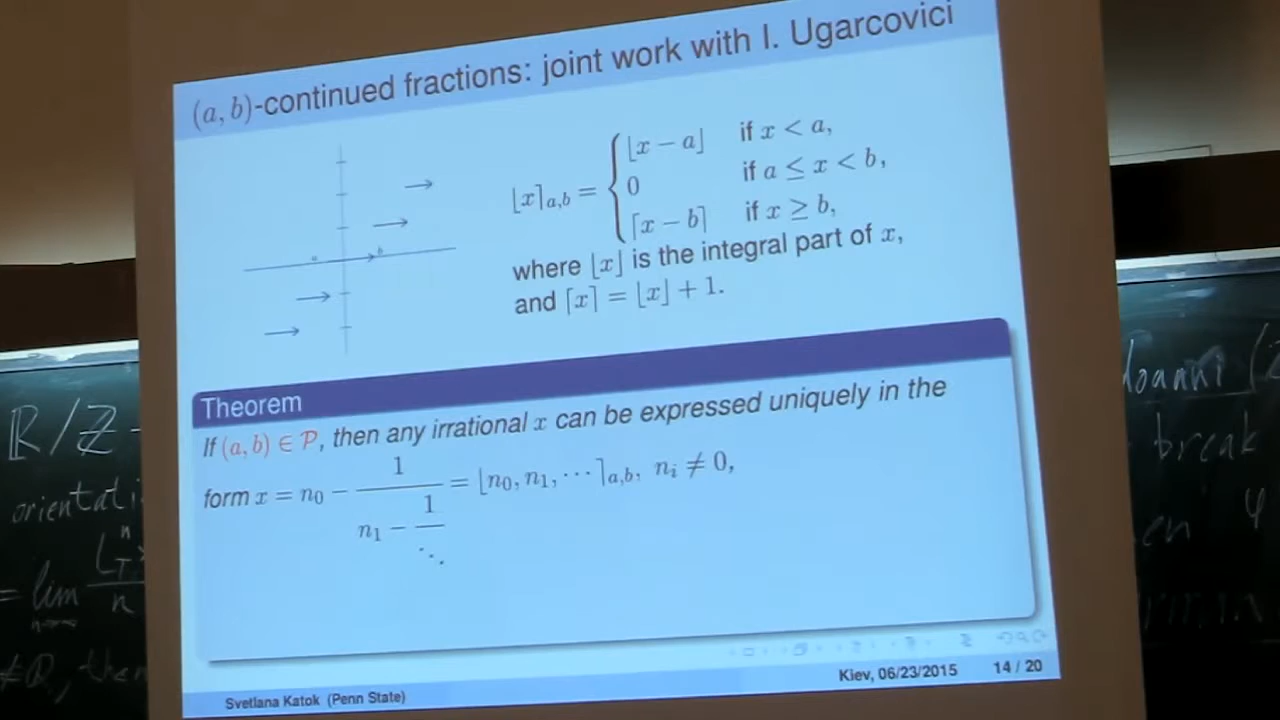 (a, b)-continued fractions: joint work with I. Ugarcovici
⌊x⌉a,b = { ⌊x − a⌋ if x < a,
0 if a ≤ x < b,
⌈x − b⌉ if x ≥ b,
where ⌊x⌋ is the integral part of x,
and ⌈x⌉ = ⌊x⌋ + 1.
a b
Theorem
If (a, b) ∈ P, then any irrational x can be expressed uniquely in the
form x = n0 − 1/(n1 − 1/⋱) = ⌊n0, n1, ⋯⌉a,b, ni ≠ 0,
Svetlana Katok (Penn State)
Kiev, 06/23/2015
14 / 20
ℝ/ℤ
orientati
= lim
n
break